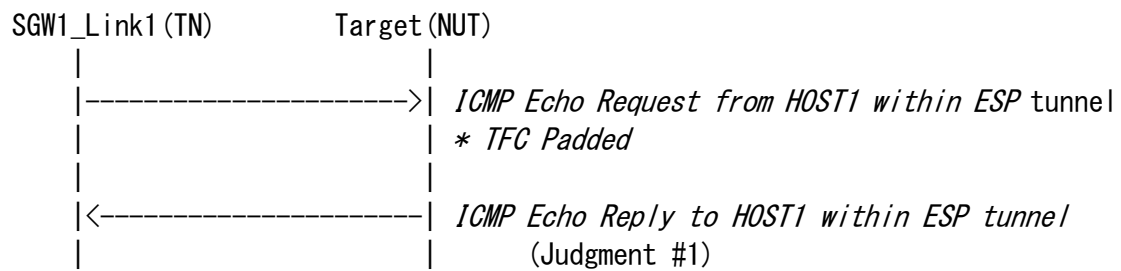 SGW1_Link1(TN) Target(NUT)
| |
|---------------------->| ICMP Echo Request from HOST1 within ESP tunnel
| | * TFC Padded
| |
|<----------------------| ICMP Echo Reply to HOST1 within ESP tunnel
| | (Judgment #1)